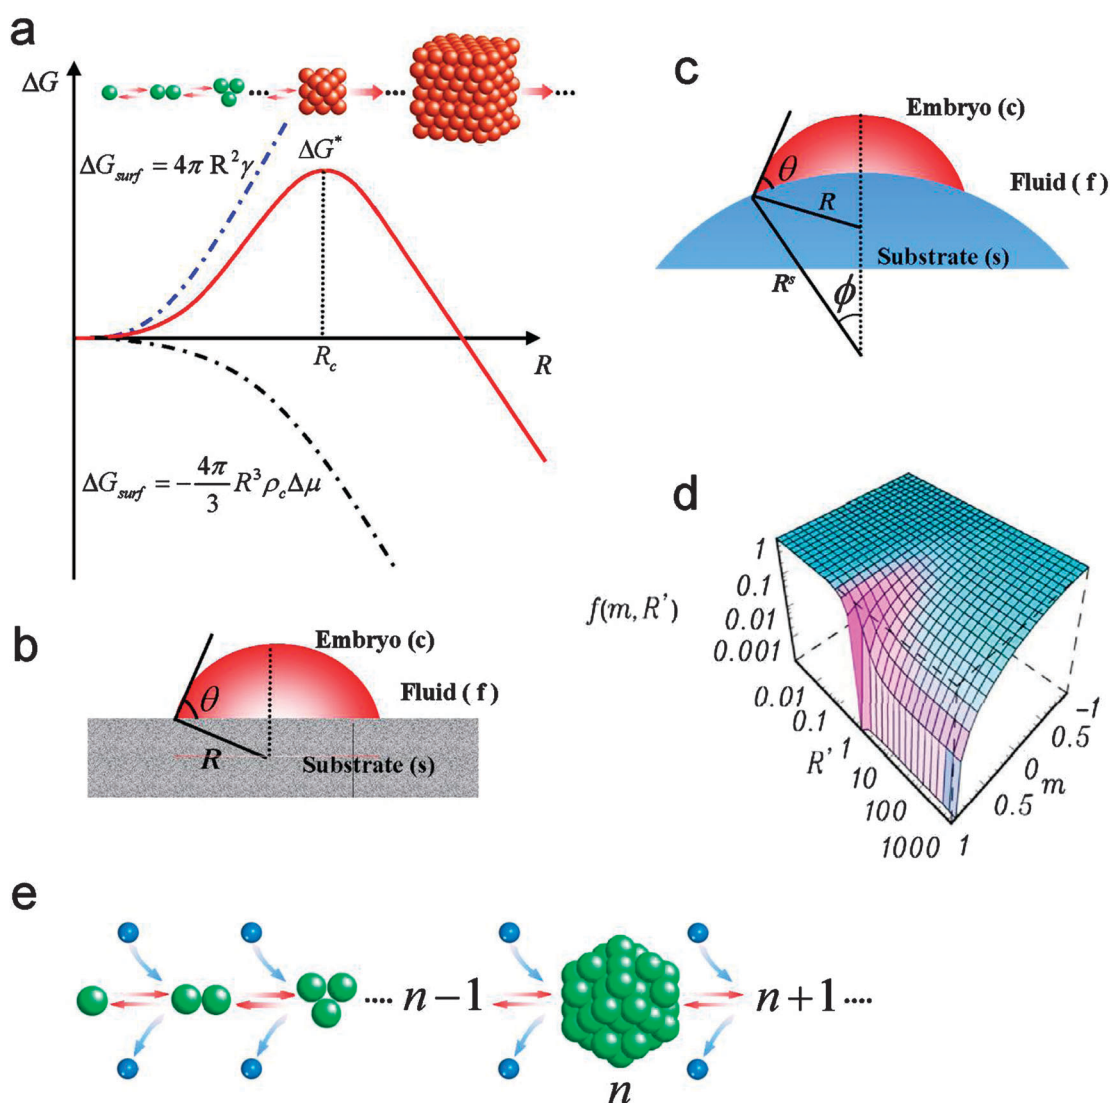 a
ΔG
ΔG_surf = 4π R²γ
ΔG*
R_c
R
ΔG_surf = −4π/3 R³ρ_cΔμ
b
Embryo (c)
Fluid ( f )
θ
R
Substrate (s)
c
Embryo (c)
θ
Fluid ( f )
R
Substrate (s)
R^s
ϕ
d
f(m, R')
1
0.1
0.01
0.001
0.01
0.1
1
10
100
1000
R'
−1
0.5
0
0.5
1
m
e
.... n−1
n
n+1 ....